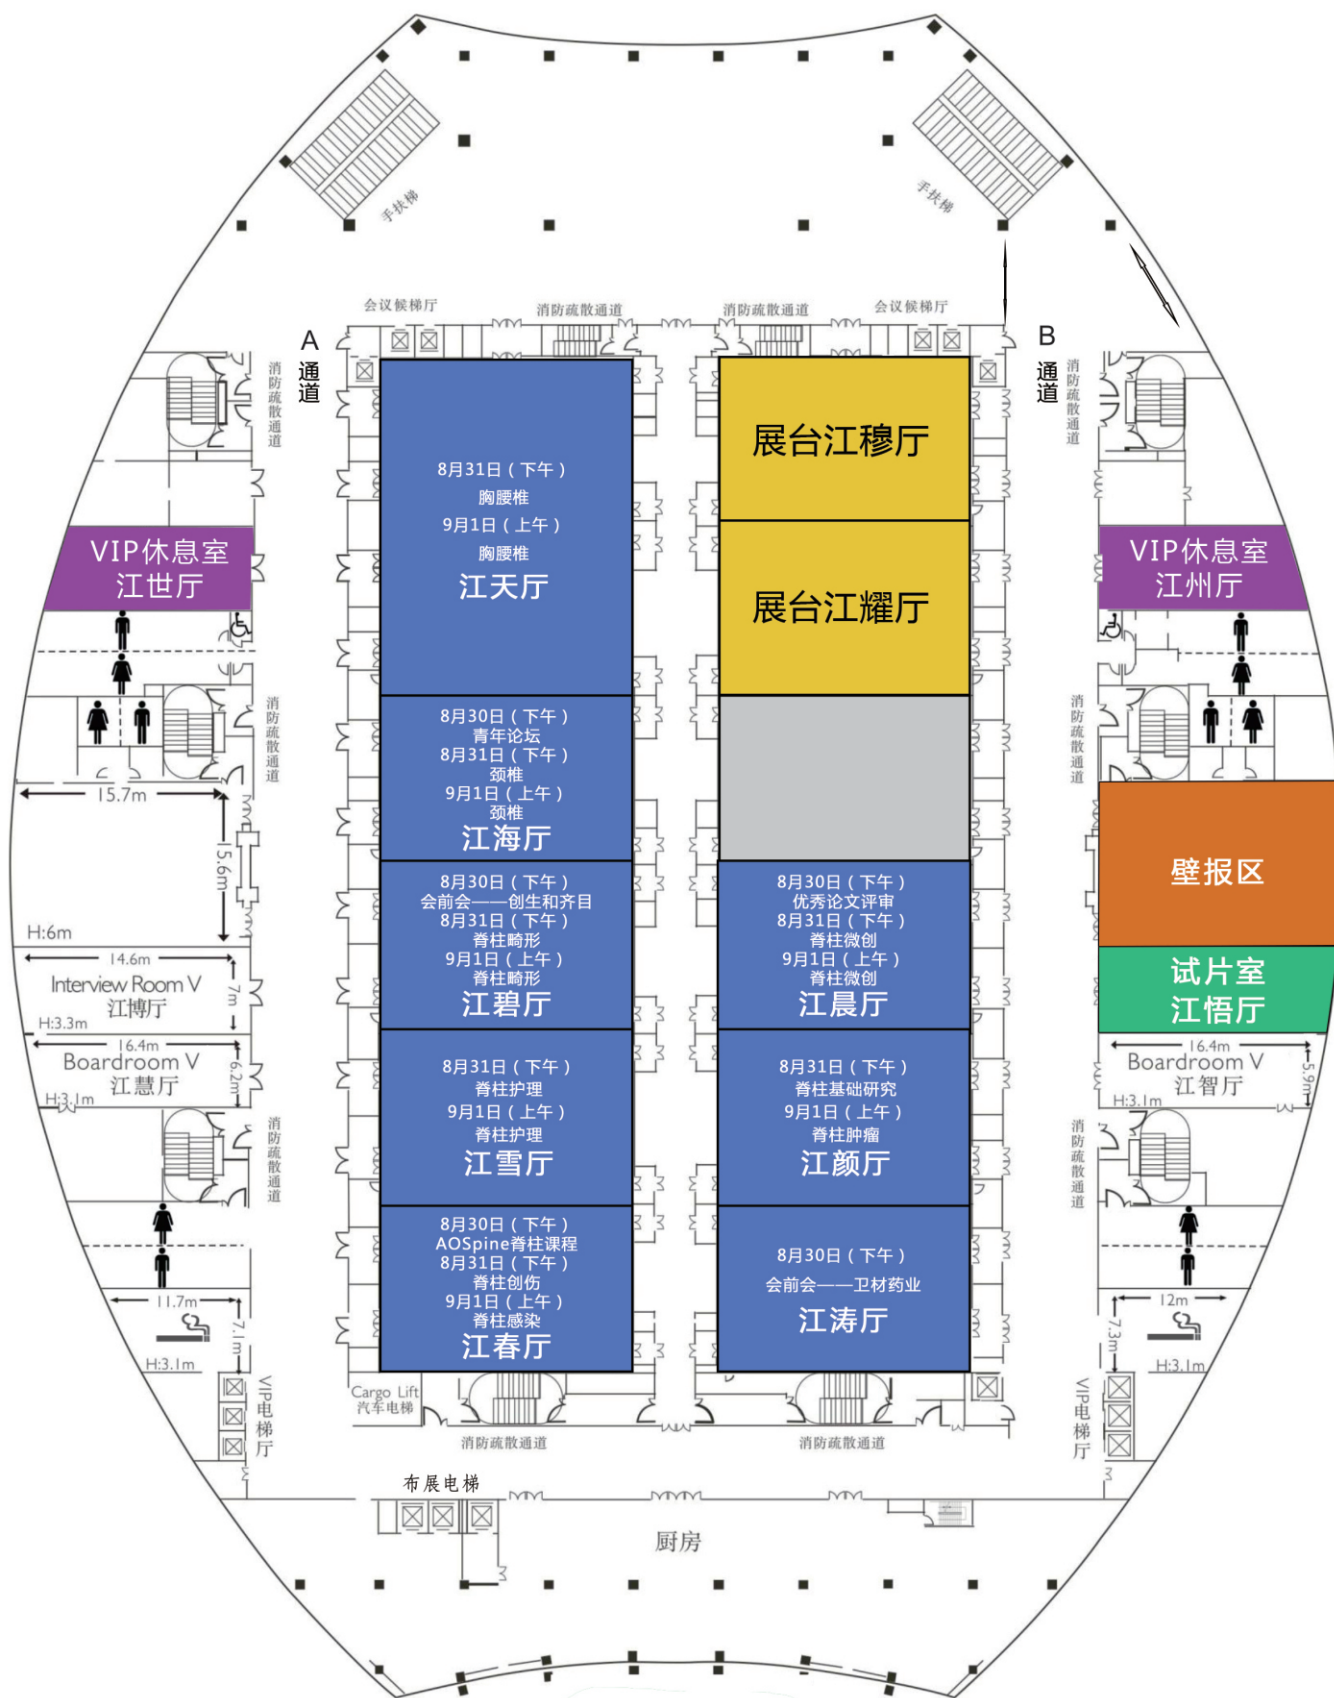 手扶梯
手扶梯
会议候梯厅
消防疏散通道
消防疏散通道
会议候梯厅
A
通道
B
通道
消防疏散通道
消防疏散通道
8月31日（下午）
胸腰椎
9月1日（上午）
胸腰椎
江天厅
展台江穆厅
展台江耀厅
VIP休息室
江世厅
VIP休息室
江州厅
消防疏散通道
消防疏散通道
8月30日（下午）
青年论坛
8月31日（下午）
颈椎
9月1日（上午）
颈椎
江海厅
15.7m
15.6m
H:6m
壁报区
8月30日（下午）
会前会——创生和齐目
8月31日（下午）
脊柱畸形
9月1日（上午）
脊柱畸形
江碧厅
8月30日（下午）
优秀论文评审
8月31日（下午）
脊柱微创
9月1日（上午）
脊柱微创
江晨厅
14.6m
Interview Room V
江博厅
7m
H:3.3m
试片室
江悟厅
16.4m
Boardroom V
江慧厅
6.2m
H:3.1m
16.4m
Boardroom V
江智厅
5.9m
H:3.1m
8月31日（下午）
脊柱护理
9月1日（上午）
脊柱护理
江雪厅
8月31日（下午）
脊柱基础研究
9月1日（上午）
脊柱肿瘤
江颜厅
消防疏散通道
消防疏散通道
8月30日（下午）
AOSpine脊柱课程
8月31日（下午）
脊柱创伤
9月1日（上午）
脊柱感染
江春厅
8月30日（下午）
会前会——卫材药业
江涛厅
11.7m
7.1m
H:3.1m
12m
7.3m
H:3.1m
VIP电梯厅
VIP电梯厅
Cargo Lift
汽车电梯
消防疏散通道
消防疏散通道
布展电梯
厨房